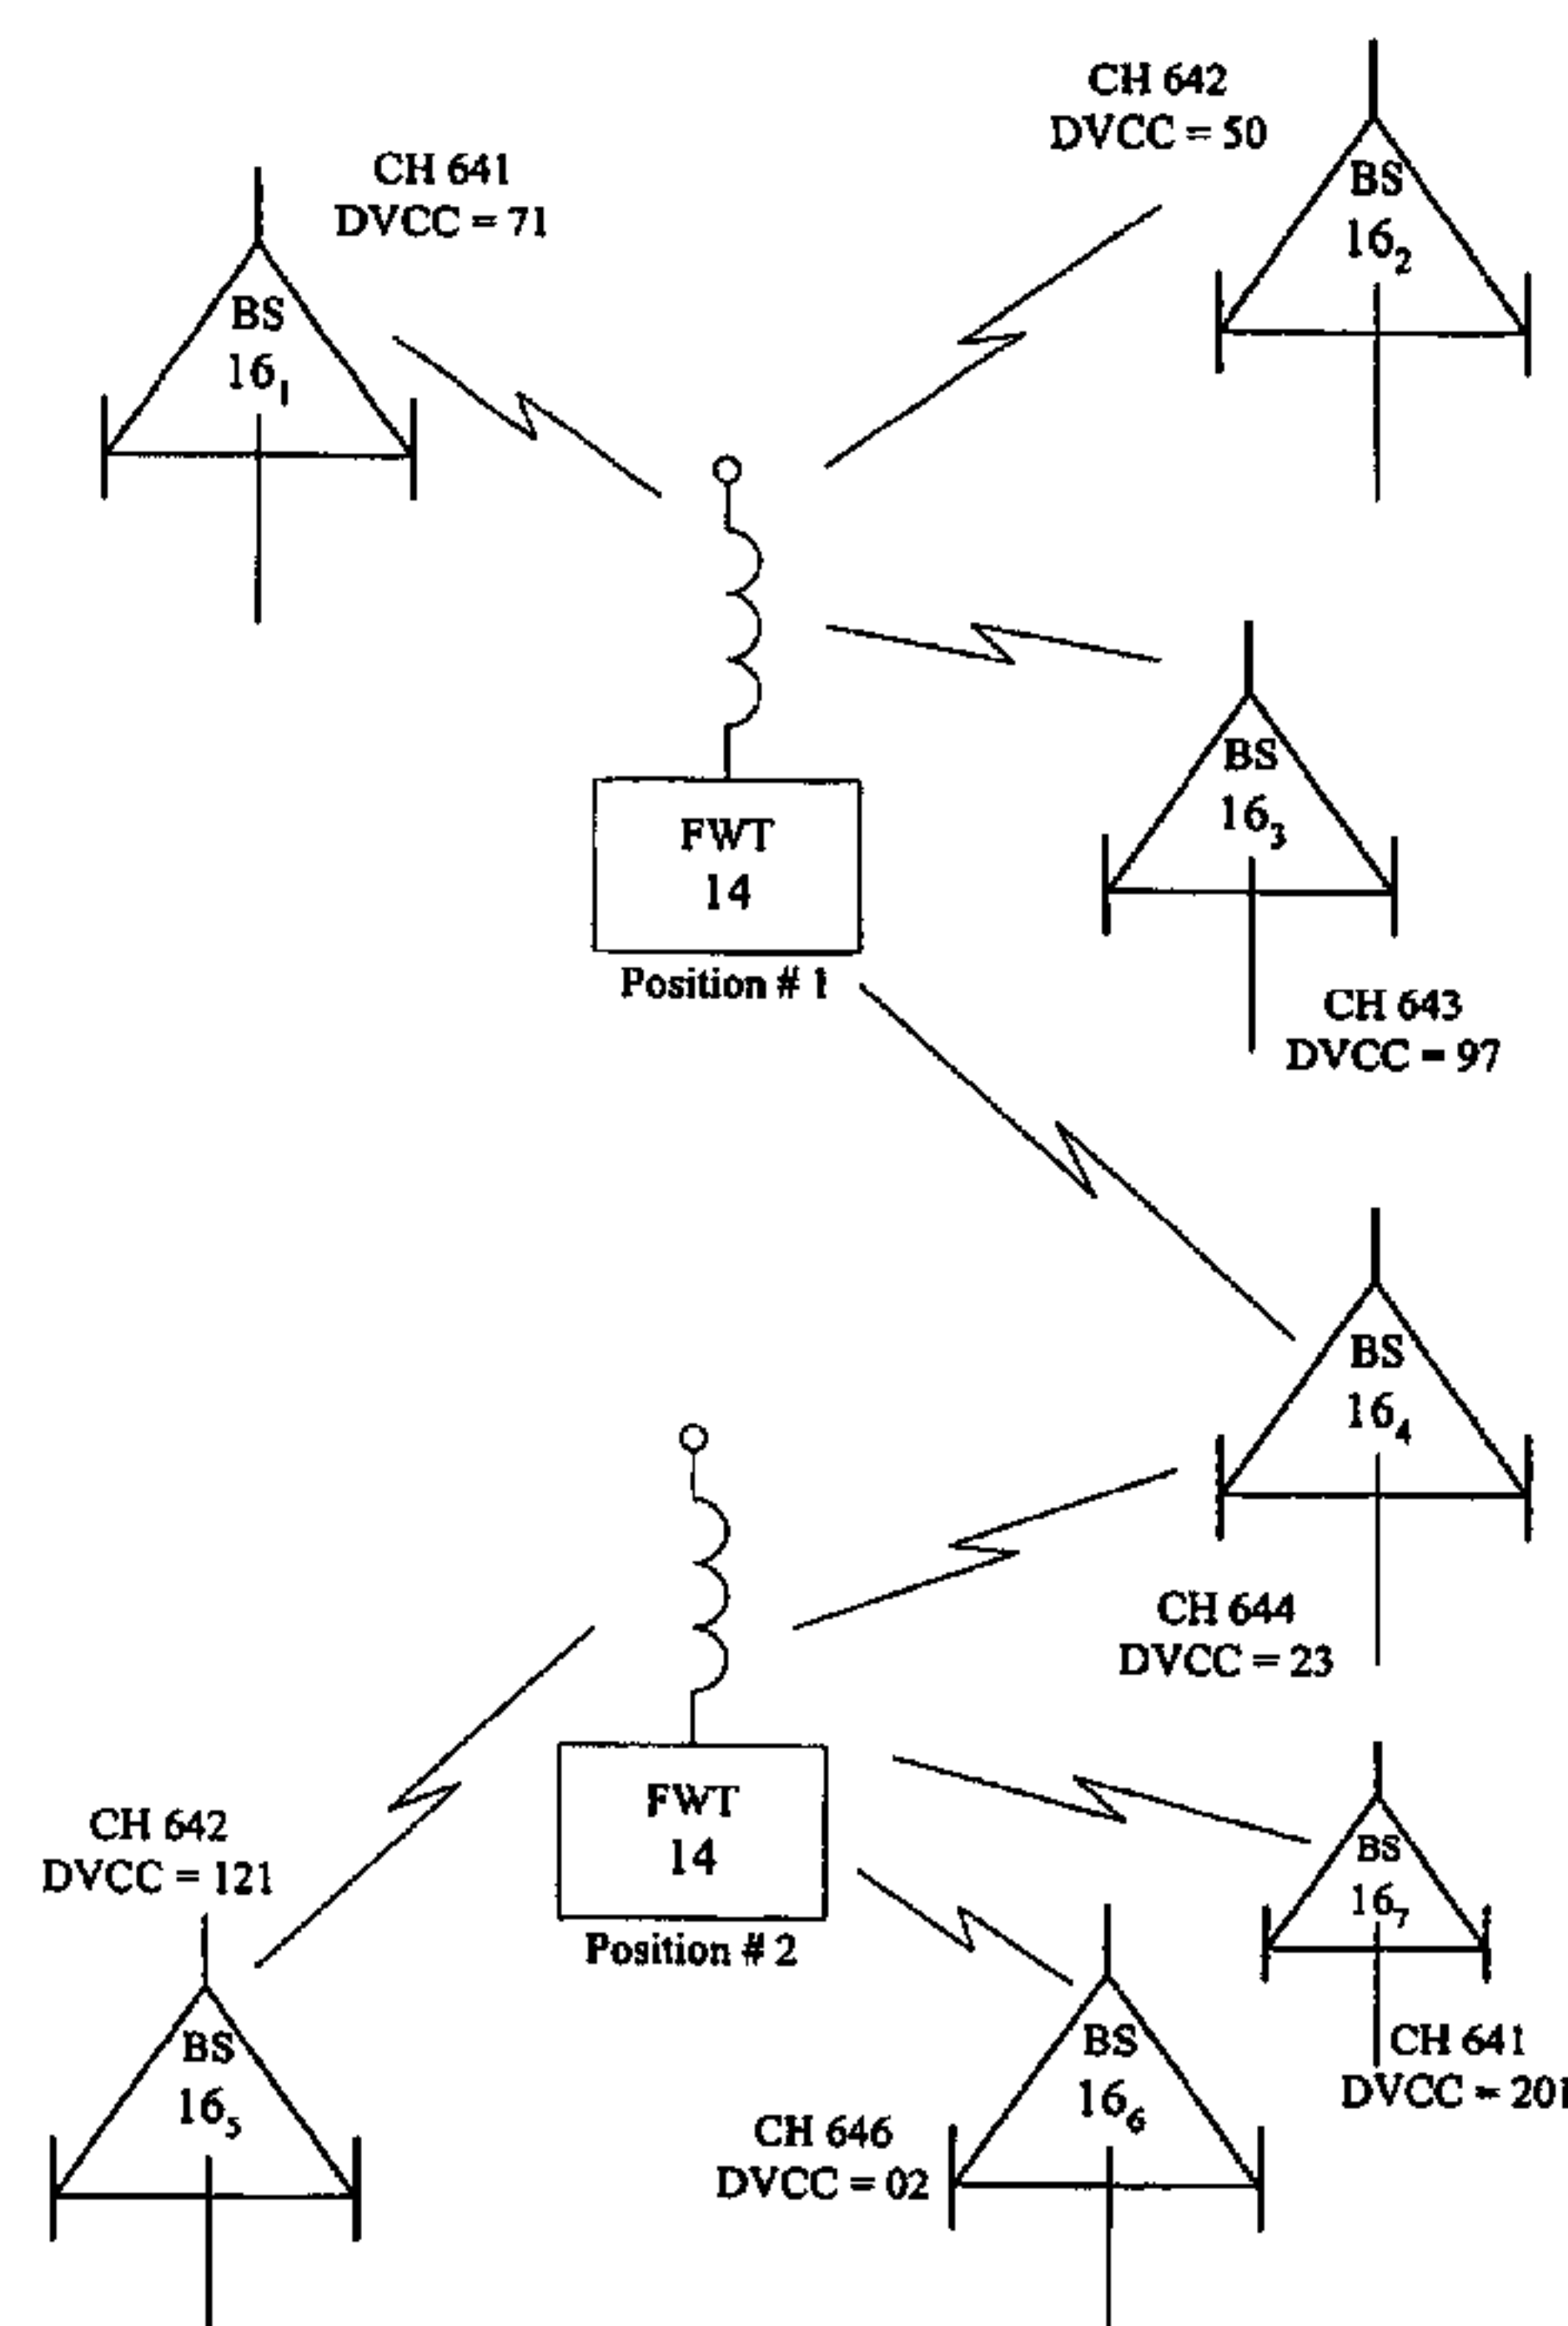 CH 642
DVCC = 50
BS
16₂
CH 641
DVCC = 71
BS
16₁
BS
16₃
FWT
14
Position # 1
CH 643
DVCC = 97
BS
16₄
CH 644
DVCC = 23
FWT
14
Position # 2
CH 642
DVCC = 121
BS
16₇
BS
16₅
BS
16₆
CH 641
DVCC = 201
CH 646
DVCC = 02